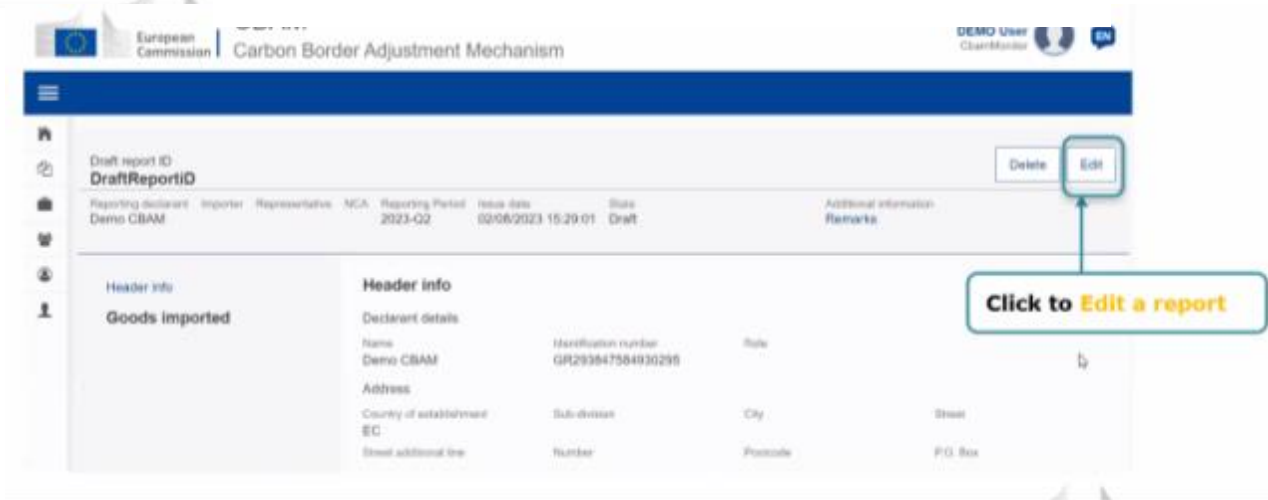 European
Commission
Carbon Border Adjustment Mechanism
DEMO User
EN
Draft report ID
DraftReportID
Delete
Edit
Reporting declarant Importer Representative NCA Reporting Period Issue date State Additional information
Demo CBAM 2023-Q2 02/08/2023 15:29:01 Draft Remarks
Header info
Goods imported
Header info
Declarant details
Name Identification number Role
Demo CBAM GR293847584930295
Address
Country of establishment Sub-division City Street
EC
Street additional line Number Postcode P.O. Box
Click to Edit a report